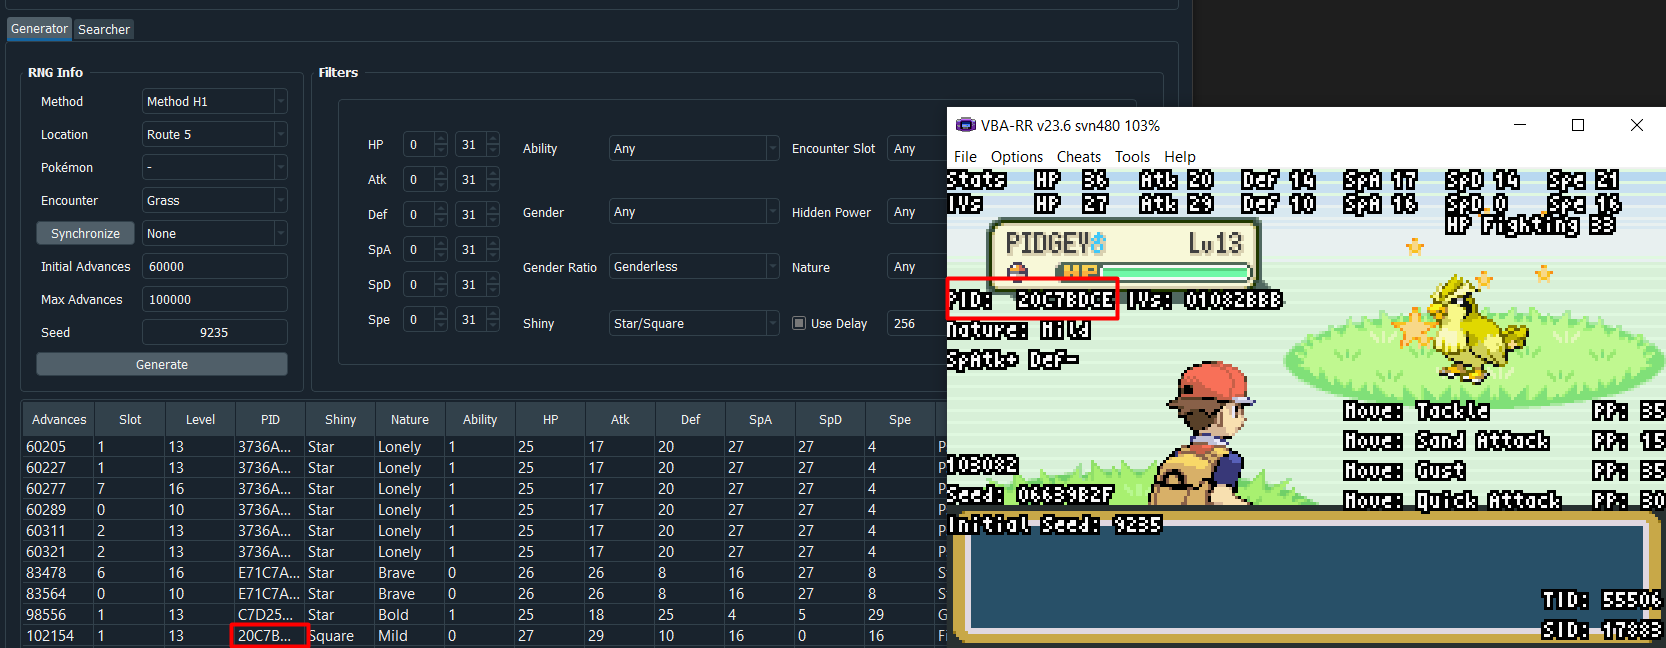 Generator Searcher
RNG Info
Method Method H1
Location Route 5
Pokémon -
Encounter Grass
Synchronize None
Initial Advances 60000
Max Advances 100000
Seed 9235
Generate
Filters
HP 0 31
Atk 0 31
Def 0 31
SpA 0 31
SpD 0 31
Spe 0 31
Ability Any
Gender Any
Gender Ratio Genderless
Shiny Star/Square
Encounter Slot Any
Hidden Power Any
Nature Any
Use Delay 256
Advances Slot Level PID Shiny Nature Ability HP Atk Def SpA SpD Spe
60205 1 13 3736A... Star Lonely 1 25 17 20 27 27 4 P
60227 1 13 3736A... Star Lonely 1 25 17 20 27 27 4 P
60277 7 16 3736A... Star Lonely 1 25 17 20 27 27 4 P
60289 0 10 3736A... Star Lonely 1 25 17 20 27 27 4 P
60311 2 13 3736A... Star Lonely 1 25 17 20 27 27 4 P
60321 2 13 3736A... Star Lonely 1 25 17 20 27 27 4 P
83478 6 16 E71C7A... Star Brave 0 26 26 8 16 27 8 S
83564 0 10 E71C7A... Star Brave 0 26 26 8 16 27 8 S
98556 1 13 C7D25... Star Bold 1 25 18 25 4 5 29 G
102154 1 13 20C7B... Square Mild 0 27 29 10 16 0 16 Fi
VBA-RR v23.6 svn480 103%
File Options Cheats Tools Help
Stats HP 36 Atk 20 Def 14 SpA 17 SpD 14 Spe 21
IVs HP 27 Atk 29 Def 10 SpA 16 SpD 0 Spe 16
HP Fighting 33
PIDGEY Lv13
HP
PID: IVs:
Nature: Mild
SpAtk+ Def-
Move: Tackle PP: 35
Move: Sand Attack PP: 15
Move: Gust PP: 35
Move: Quick Attack PP: 30
103082
Seed:
Initial Seed: 9235
TID: 55506
SID: 17883